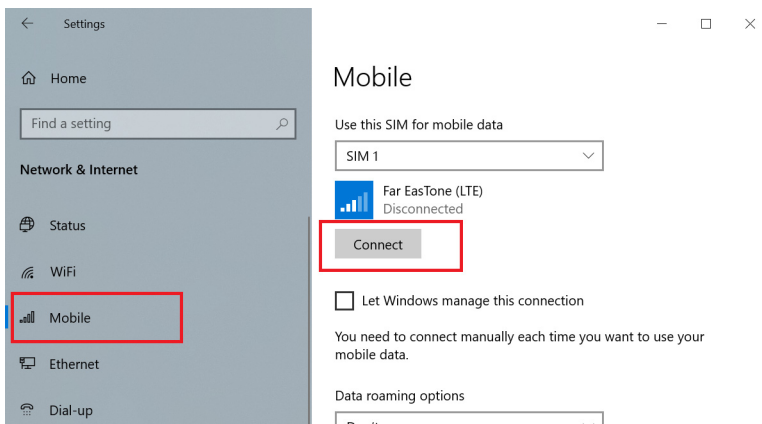 Settings
Home
Find a setting
Network & Internet
Status
WiFi
Mobile
Ethernet
Dial-up
Mobile
Use this SIM for mobile data
SIM 1
Far EasTone (LTE)
Disconnected
Connect
Let Windows manage this connection
You need to connect manually each time you want to use your
mobile data.
Data roaming options